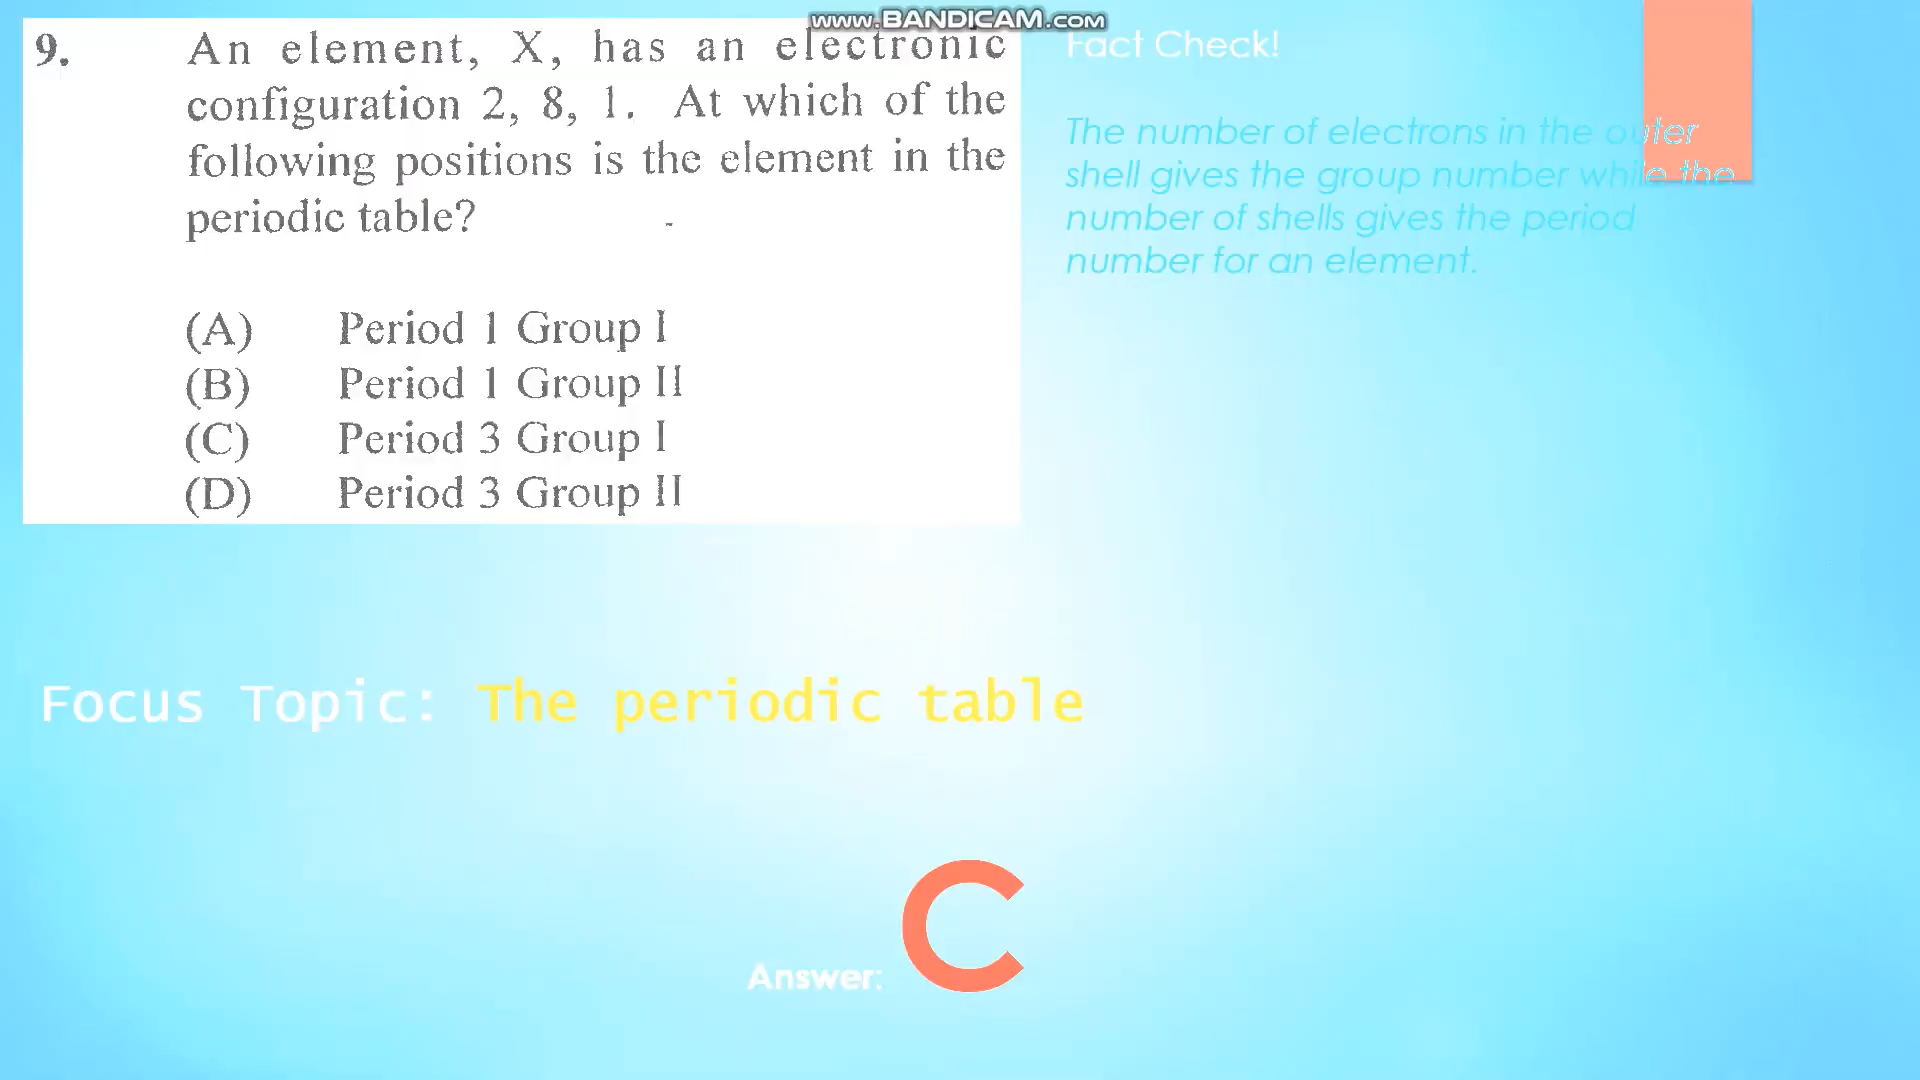 www.BANDICAM.com
9. An element, X, has an electronic
configuration 2, 8, 1. At which of the
following positions is the element in the
periodic table?
(A) Period 1 Group I
(B) Period 1 Group II
(C) Period 3 Group I
(D) Period 3 Group II
Fact Check!
The number of electrons in the outer
shell gives the group number while the
number of shells gives the period
number for an element.
Focus Topic: The periodic table
Answer: C